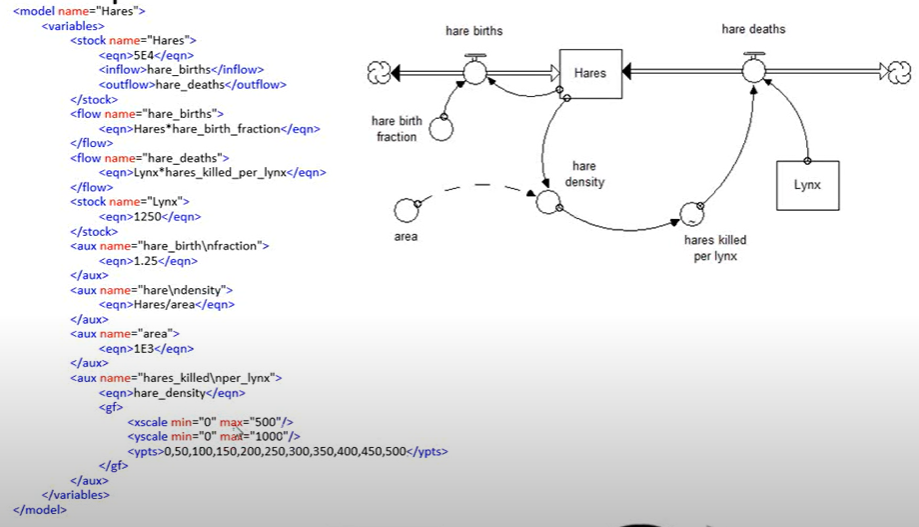 <model name="Hares">
<variables>
<stock name="Hares">
<eqn>5E4</eqn>
<inflow>hare_births</inflow>
<outflow>hare_deaths</outflow>
</stock>
<flow name="hare_births">
<eqn>Hares*hare_birth_fraction</eqn>
</flow>
<flow name="hare_deaths">
<eqn>Lynx*hares_killed_per_lynx</eqn>
</flow>
<stock name="Lynx">
<eqn>1250</eqn>
</stock>
<aux name="hare_birth\nfraction">
<eqn>1.25</eqn>
</aux>
<aux name="hare\ndensity">
<eqn>Hares/area</eqn>
</aux>
<aux name="area">
<eqn>1E3</eqn>
</aux>
<aux name="hares_killed\nper_lynx">
<eqn>hare_density</eqn>
<gf>
<xscale min="0" max="500"/>
<yscale min="0" max="1000"/>
<ypts>0,50,100,150,200,250,300,350,400,450,500</ypts>
</gf>
</aux>
</variables>
</model>
hare births
hare deaths
Hares
hare birth
fraction
hare
density
Lynx
area
hares killed
per lynx